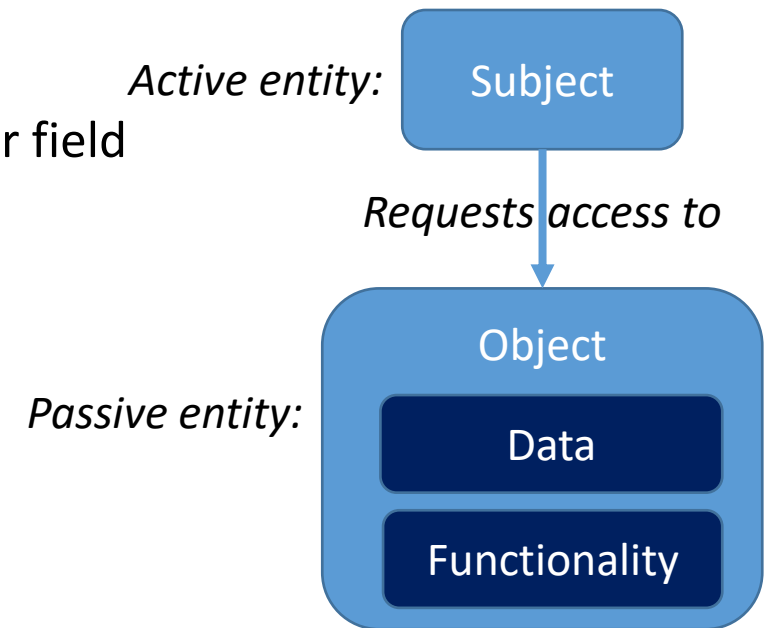 Active entity: Subject
r field
Requests access to
Object
Passive entity:
Data
Functionality